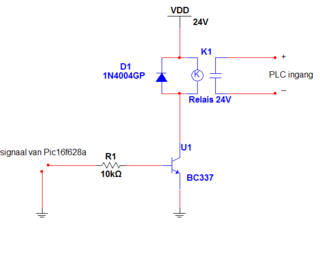 VDD
24V
K1
D1
1N4004GP
K
+
PLC ingang
–
Relais 24V
U1
signaal van Pic16f628a
R1
10kΩ
BC337